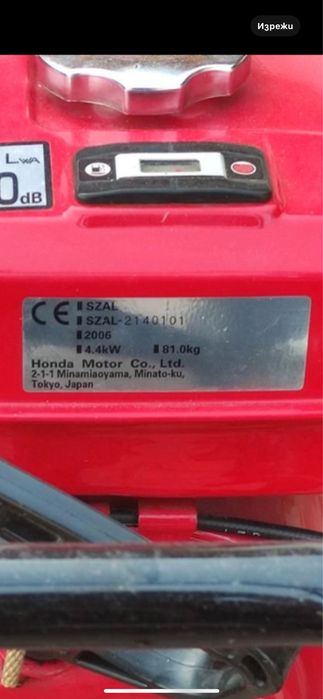 Изрежи
LWA
0dB
CE SZAL
SZAL-2140101
2006
4.4kW 81.0kg
Honda Motor Co., Ltd.
2-1-1 Minamiaoyama, Minato-ku,
Tokyo, Japan